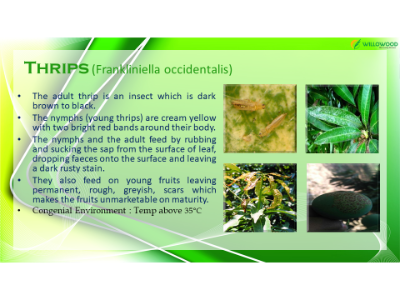 WILLOWOOD
THRIPS (Frankliniella occidentalis)
• The adult thrip is an insect which is dark
brown to black.
• The nymphs (young thrips) are cream yellow
with two bright red bands around their body.
• The nymphs and the adult feed by rubbing
and sucking the sap from the surface of leaf,
dropping faeces onto the surface and leaving
a dark rusty stain.
• They also feed on young fruits leaving
permanent, rough, greyish, scars which
makes the fruits unmarketable on maturity.
• Congenial Environment : Temp above 35°C